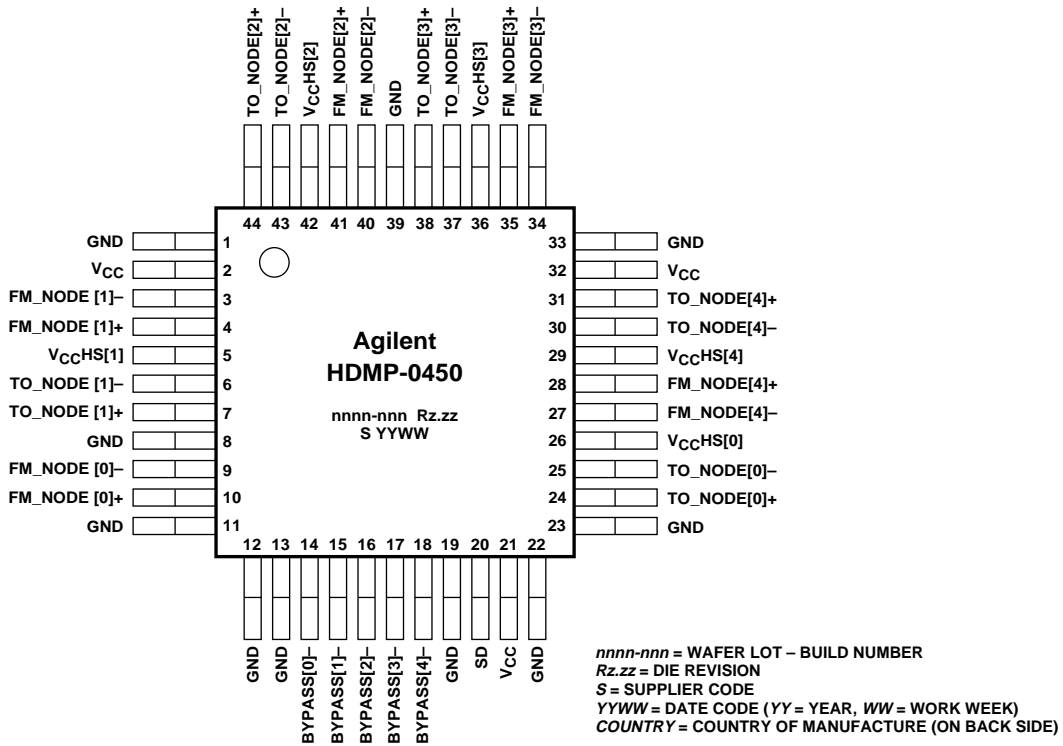 TO_NODE[2]+
TO_NODE[2]–
VCCHS[2]
FM_NODE[2]+
FM_NODE[2]–
GND
TO_NODE[3]+
TO_NODE[3]–
VCCHS[3]
FM_NODE[3]+
FM_NODE[3]–
44 43 42 41 40 39 38 37 36 35 34
GND 1
VCC 2
FM_NODE [1]– 3
FM_NODE [1]+ 4
VCCHS[1] 5
TO_NODE [1]– 6
TO_NODE [1]+ 7
GND 8
FM_NODE [0]– 9
FM_NODE [0]+ 10
GND 11
Agilent
HDMP-0450
nnnn-nnn Rz.zz
S YYWW
33 GND
32 VCC
31 TO_NODE[4]+
30 TO_NODE[4]–
29 VCCHS[4]
28 FM_NODE[4]+
27 FM_NODE[4]–
26 VCCHS[0]
25 TO_NODE[0]–
24 TO_NODE[0]+
23 GND
12 13 14 15 16 17 18 19 20 21 22
GND
GND
BYPASS[0]–
BYPASS[1]–
BYPASS[2]–
BYPASS[3]–
BYPASS[4]–
GND
SD
VCC
GND
nnnn-nnn = WAFER LOT – BUILD NUMBER
Rz.zz = DIE REVISION
S = SUPPLIER CODE
YYWW = DATE CODE (YY = YEAR, WW = WORK WEEK)
COUNTRY = COUNTRY OF MANUFACTURE (ON BACK SIDE)